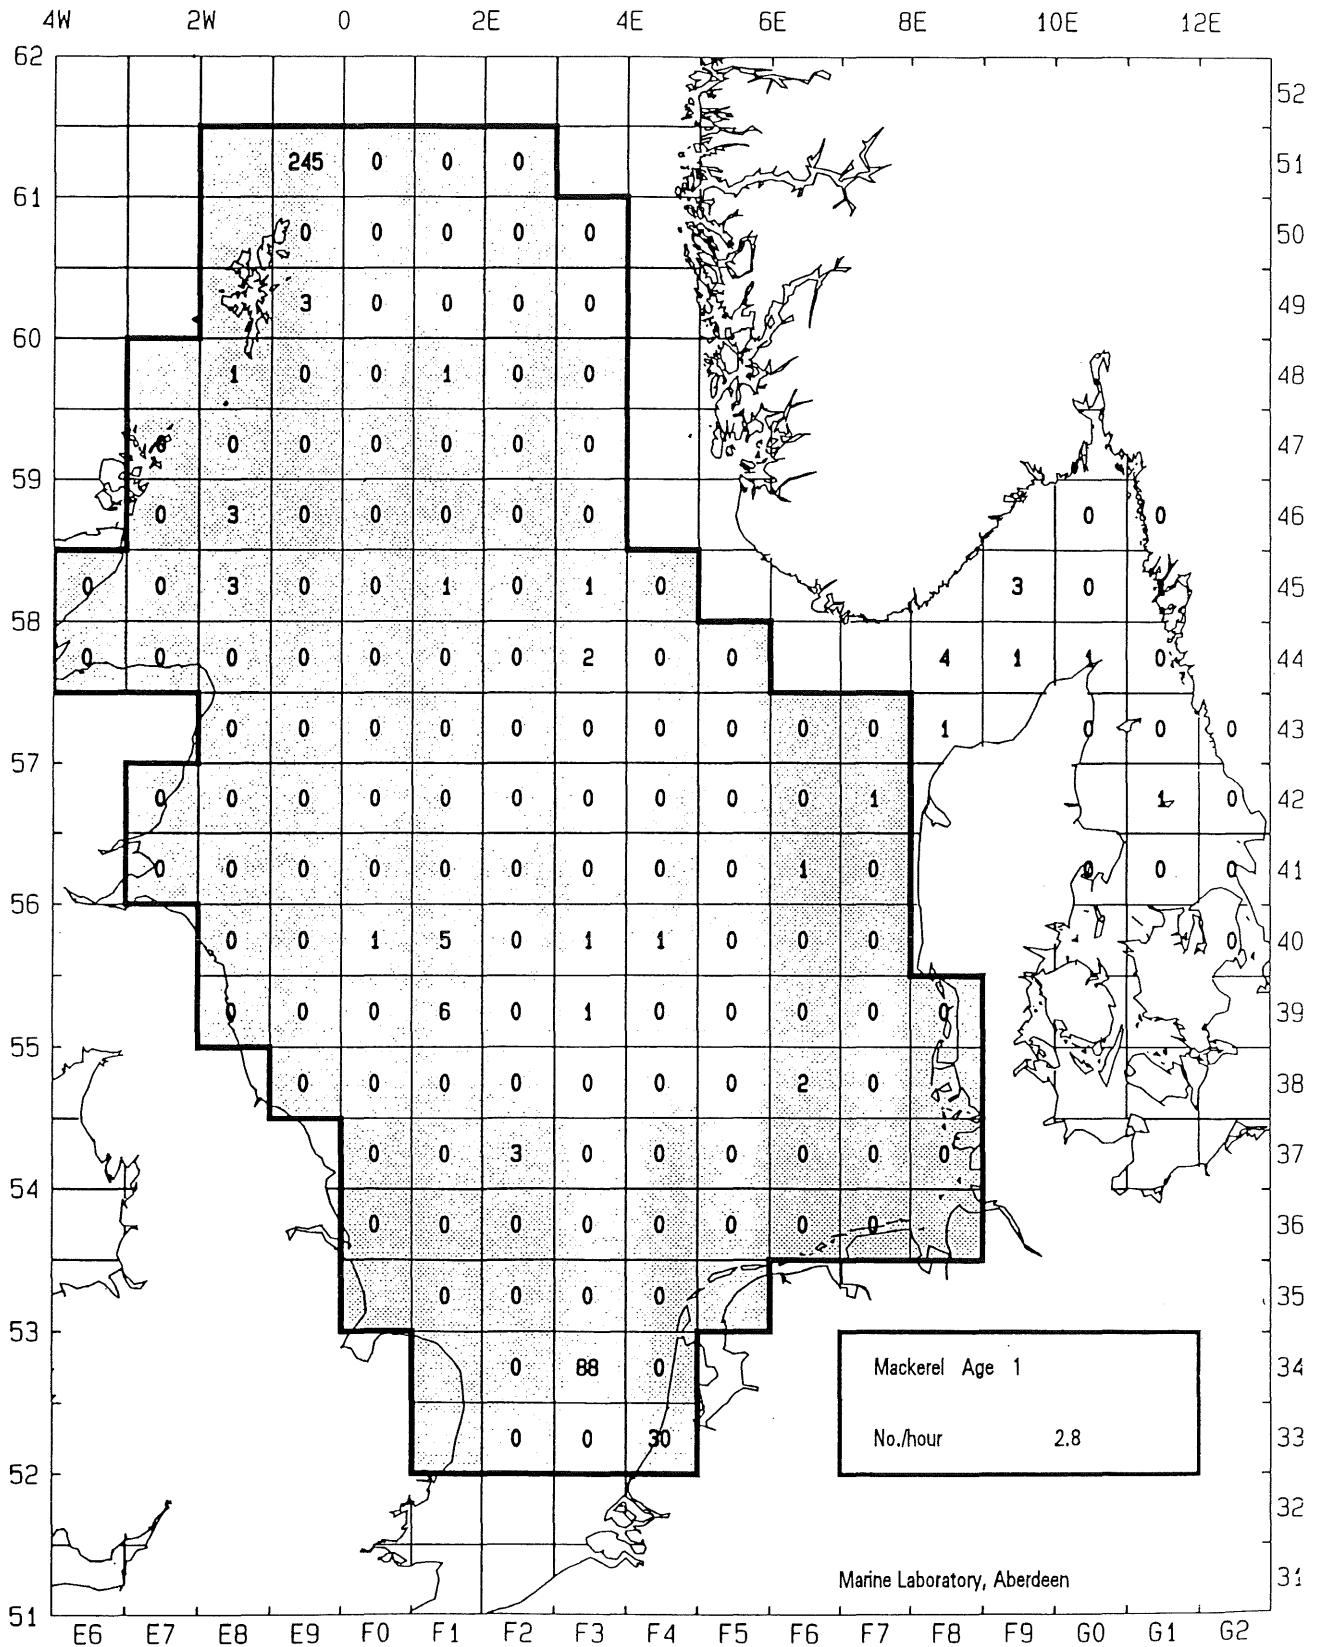 4W 2W 0 2E 4E 6E 8E 10E 12E
62
52
245 0 0 0 51
61
0 0 0 0 0 50
3 0 0 0 0 49
60
1 0 0 1 0 0 48
0 0 0 0 0 0 0 47
59
0 3 0 0 0 0 0 0 0 46
0 0 3 0 0 1 0 1 0 3 0 45
58
0 0 0 0 0 0 0 2 0 0 4 1 1 0 44
0 0 0 0 0 0 0 0 0 0 1 0 0 0 43
57
0 0 0 0 0 0 0 0 0 0 1 1 0 42
0 0 0 0 0 0 0 0 0 1 0 0 0 0 41
56
0 0 1 5 0 1 1 0 0 0 0 40
0 0 0 6 0 1 0 0 0 0 0 39
55
0 0 0 0 0 0 0 2 0 38
0 0 3 0 0 0 0 0 0 37
54
0 0 0 0 0 0 0 0 36
0 0 0 0 35
53
0 88 0 Mackerel Age 1 34
0 0 30 No./hour 2.8 33
52
32
Marine Laboratory, Aberdeen 31
51
E6 E7 E8 E9 F0 F1 F2 F3 F4 F5 F6 F7 F8 F9 G0 G1 G2